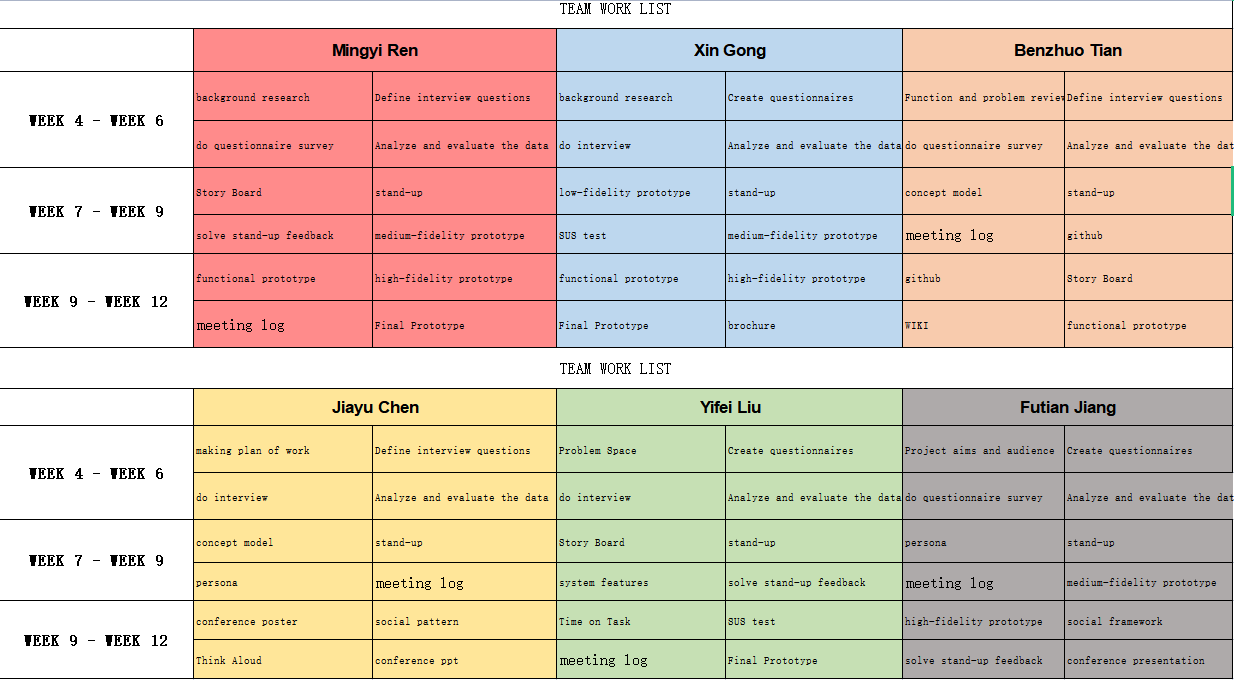 TEAM WORK LIST
Mingyi Ren Xin Gong Benzhuo Tian
WEEK 4 - WEEK 6
background research Define interview questions background research Create questionnaires Function and problem review Define interview questions
do questionnaire survey Analyze and evaluate the data do interview Analyze and evaluate the data do questionnaire survey Analyze and evaluate the dat
WEEK 7 - WEEK 9
Story Board stand-up low-fidelity prototype stand-up concept model stand-up
solve stand-up feedback medium-fidelity prototype SUS test medium-fidelity prototype meeting log github
WEEK 9 - WEEK 12
functional prototype high-fidelity prototype functional prototype high-fidelity prototype github Story Board
meeting log Final Prototype Final Prototype brochure WIKI functional prototype
TEAM WORK LIST
Jiayu Chen Yifei Liu Futian Jiang
WEEK 4 - WEEK 6
making plan of work Define interview questions Problem Space Create questionnaires Project aims and audience Create questionnaires
do interview Analyze and evaluate the data do interview Analyze and evaluate the data do questionnaire survey Analyze and evaluate the dat
WEEK 7 - WEEK 9
concept model stand-up Story Board stand-up persona stand-up
persona meeting log system features solve stand-up feedback meeting log medium-fidelity prototype
WEEK 9 - WEEK 12
conference poster social pattern Time on Task SUS test high-fidelity prototype social framework
Think Aloud conference ppt meeting log Final Prototype solve stand-up feedback conference presentation